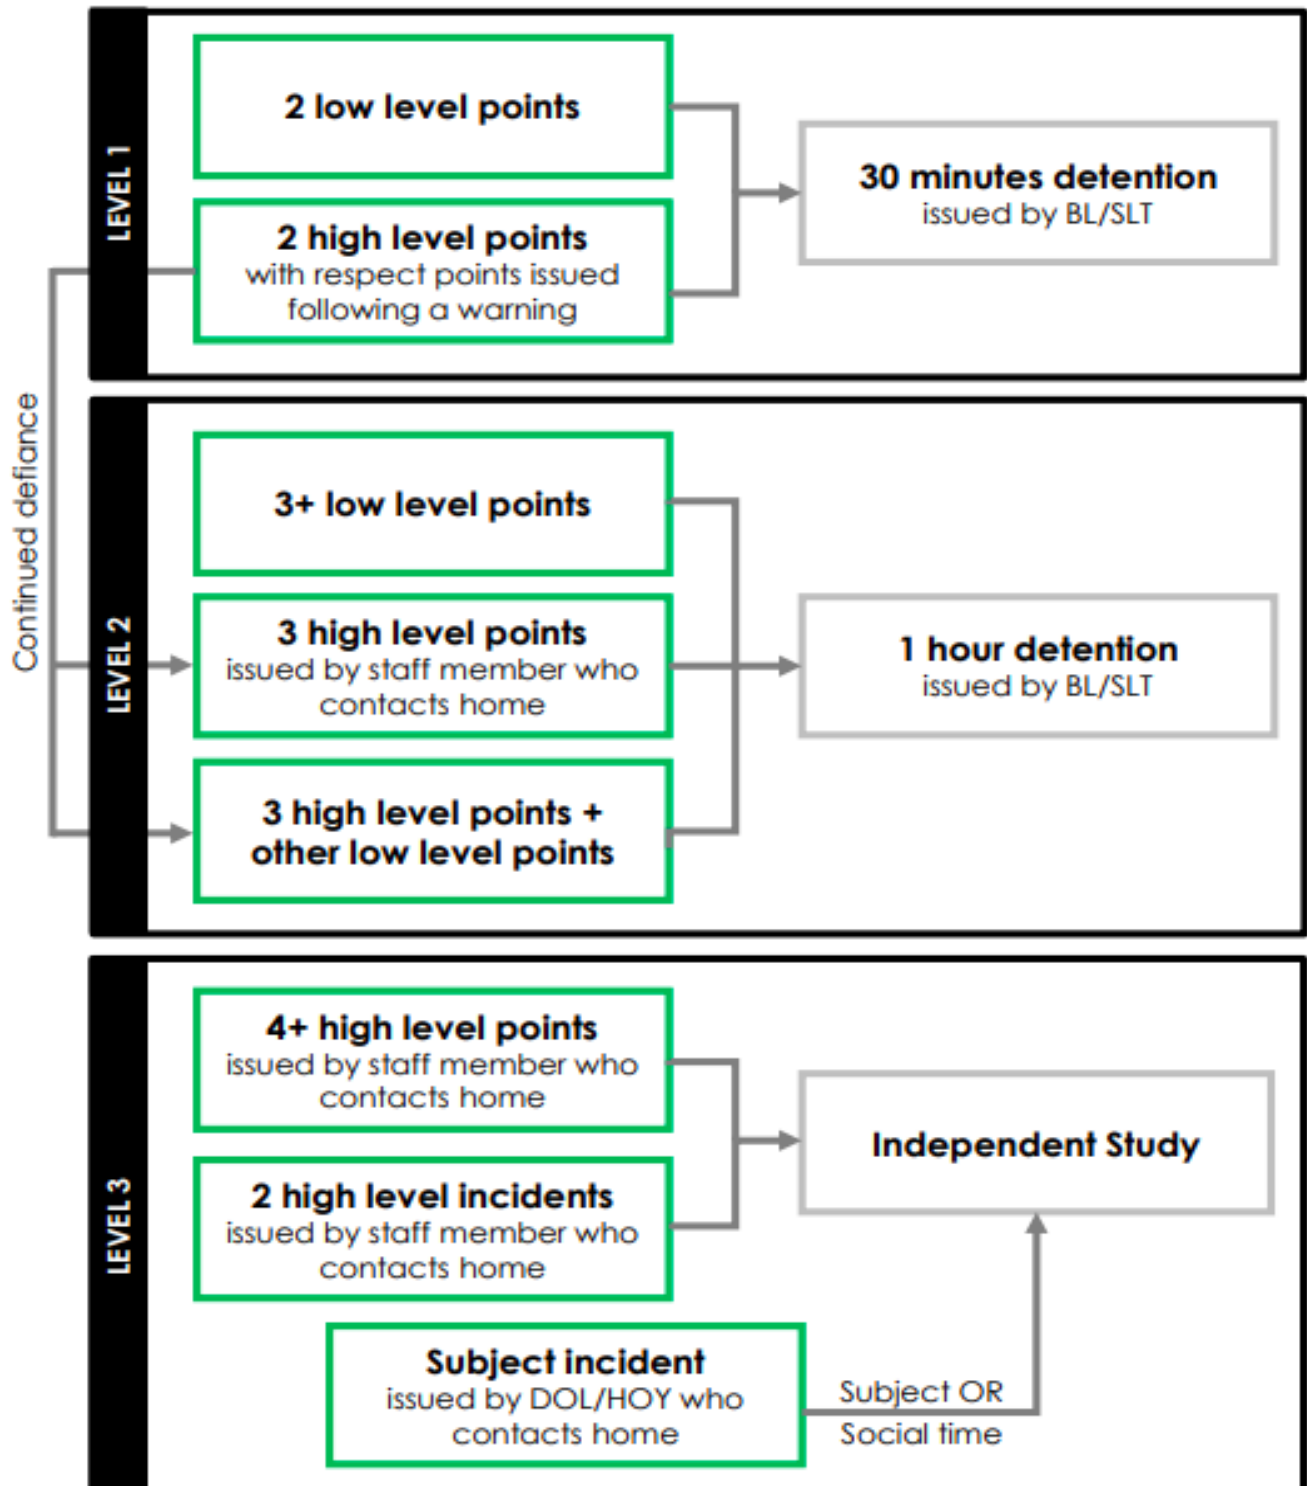 LEVEL 1
2 low level points
2 high level points
with respect points issued
following a warning
30 minutes detention
issued by BL/SLT
Continued defiance
LEVEL 2
3+ low level points
3 high level points
issued by staff member who
contacts home
3 high level points +
other low level points
1 hour detention
issued by BL/SLT
LEVEL 3
4+ high level points
issued by staff member who
contacts home
2 high level incidents
issued by staff member who
contacts home
Independent Study
Subject incident
issued by DOL/HOY who
contacts home
Subject OR
Social time